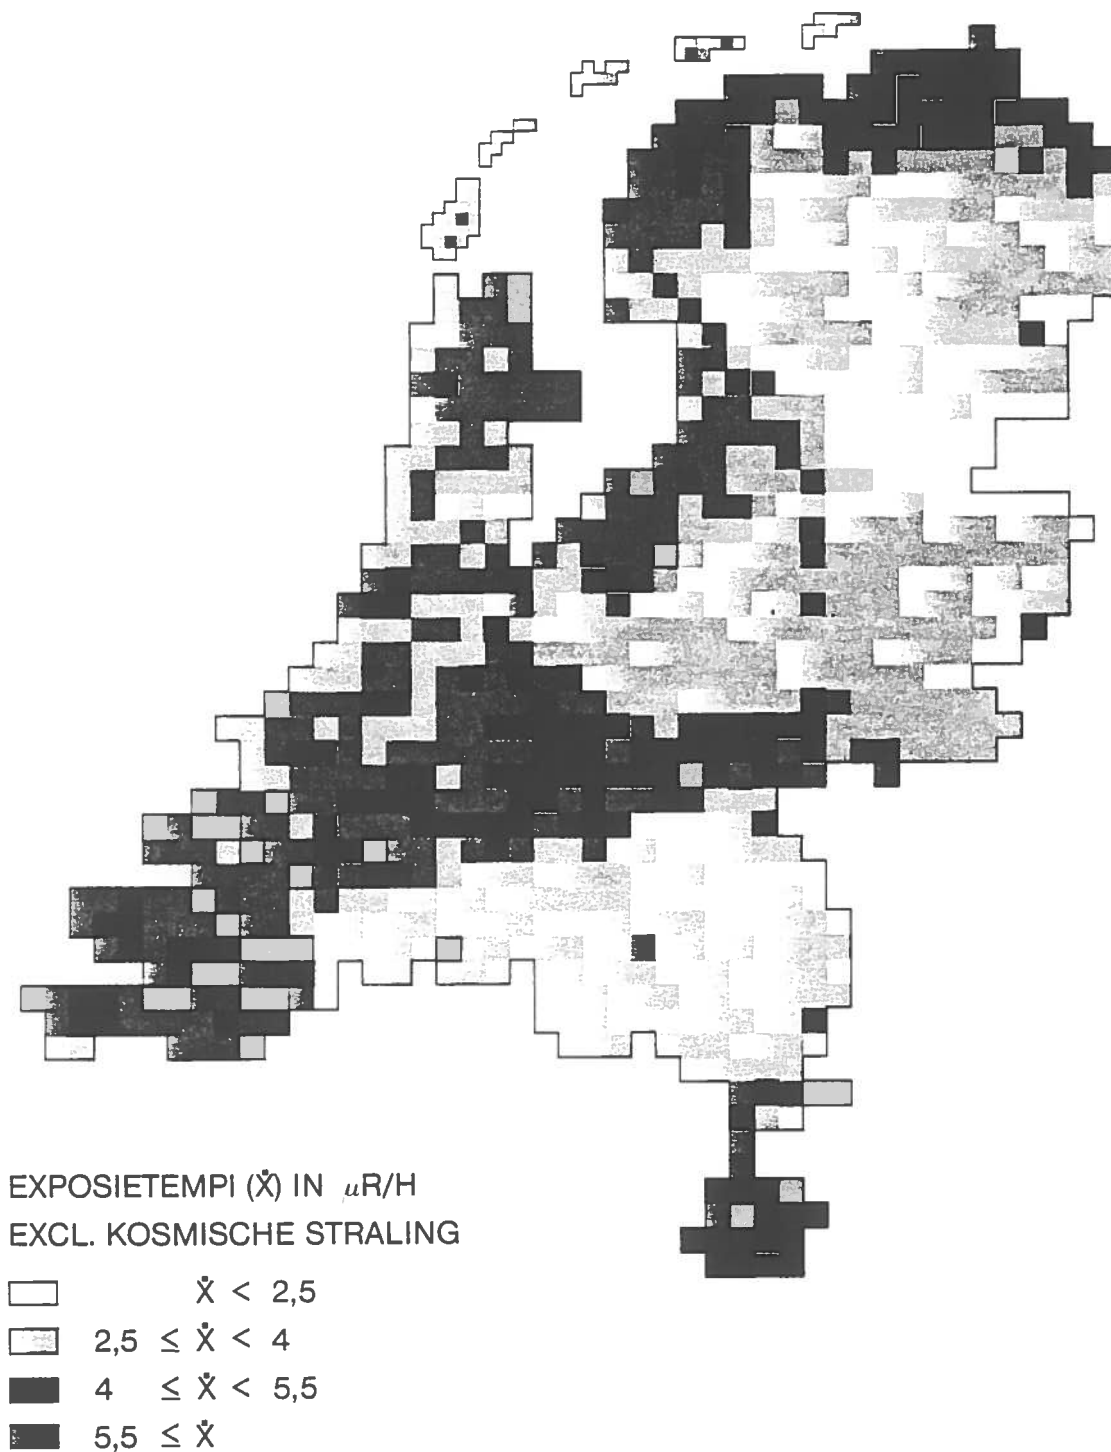 EXPOSIETEMPI (Ẋ) IN μR/H
EXCL. KOSMISCHE STRALING
Ẋ < 2,5
2,5 ≤ Ẋ < 4
4 ≤ Ẋ < 5,5
5,5 ≤ Ẋ